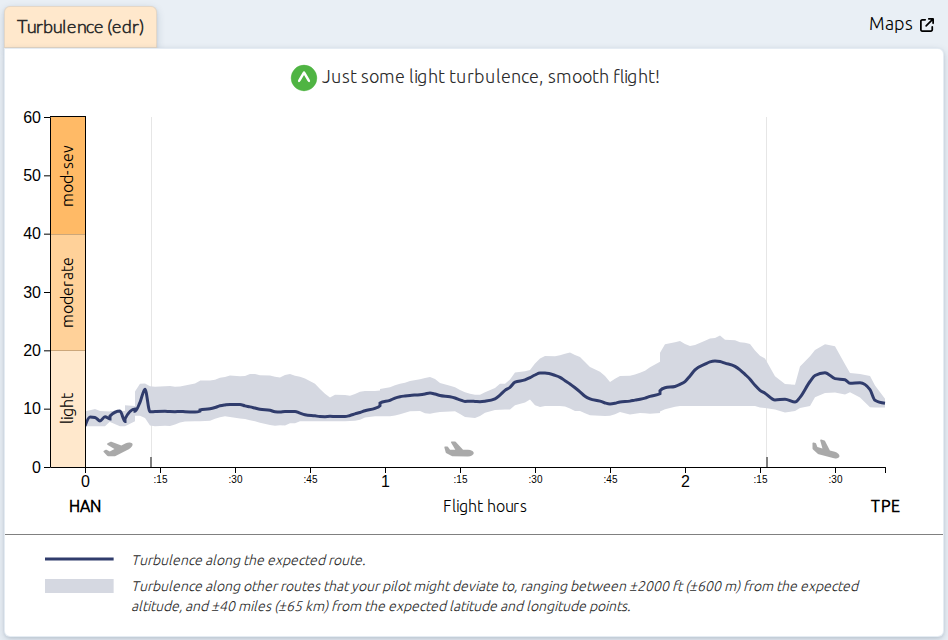 Turbulence (edr)
Maps
Just some light turbulence, smooth flight!
60
50
40
30
20
10
0
mod-sev
moderate
light
0 :15 :30 :45 1 :15 :30 :45 2 :15 :30
HAN Flight hours TPE
Turbulence along the expected route.
Turbulence along other routes that your pilot might deviate to, ranging between ±2000 ft (±600 m) from the expected
altitude, and ±40 miles (±65 km) from the expected latitude and longitude points.